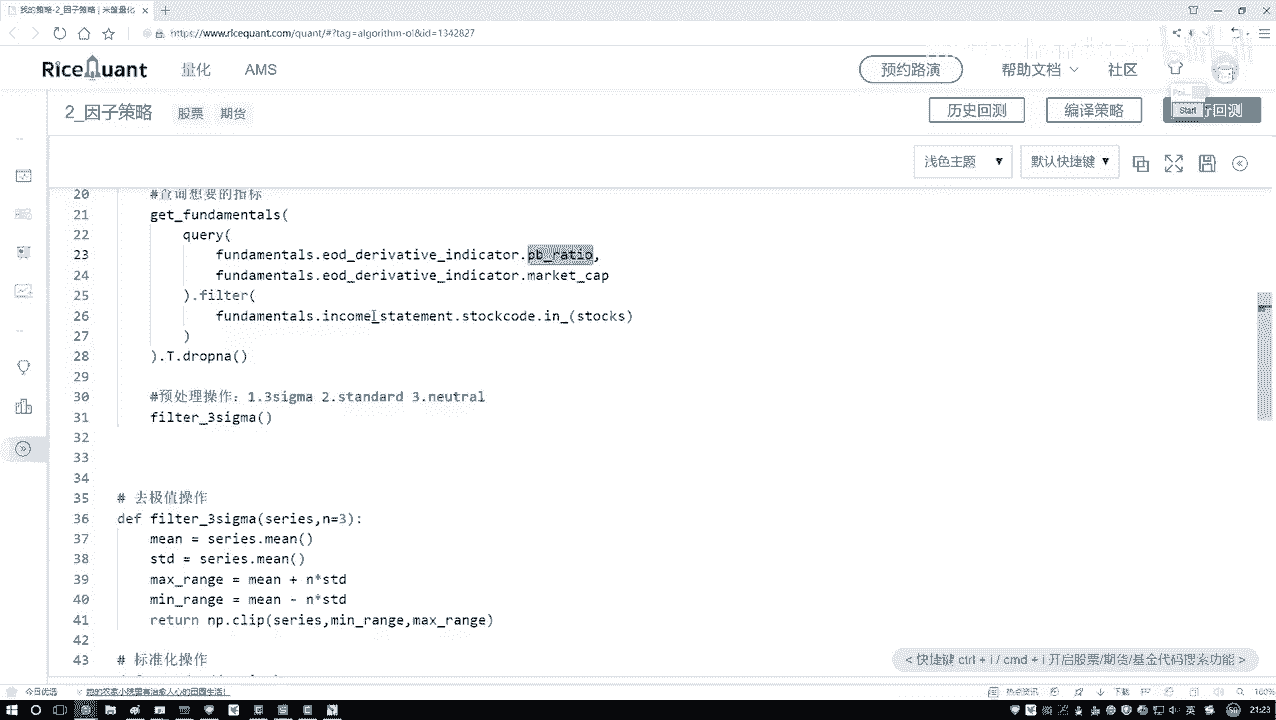 我的策略-2_因子策略 | 米筐量化
https://www.ricequant.com/quant/#?tag=algorithm-ol&id=1342827
RiceQuant 量化 AMS 预约路演 帮助文档 社区
2_因子策略 股票 期货 历史回测 编译策略 回测
Start
浅色主题 默认快捷键
20 #查询想要的指标
21 get_fundamentals(
22 query(
23 fundamentals.eod_derivative_indicator.pb_ratio,
24 fundamentals.eod_derivative_indicator.market_cap
25 ).filter(
26 fundamentals.income_statement.stockcode.in_(stocks)
27 )
28 ).T.dropna()
29
30 #预处理操作：1.3sigma 2.standard 3.neutral
31 filter_3sigma()
32
33
34
35 # 去极值操作
36 def filter_3sigma(series,n=3):
37 mean = series.mean()
38 std = series.mean()
39 max_range = mean + n*std
40 min_range = mean - n*std
41 return np.clip(series,min_range,max_range)
42
43 # 标准化操作
< 快捷键 ctrl + i / cmd + i 开启股票/期货/基金代码搜索功能 >
今日优选
下载 100%
英 21:23